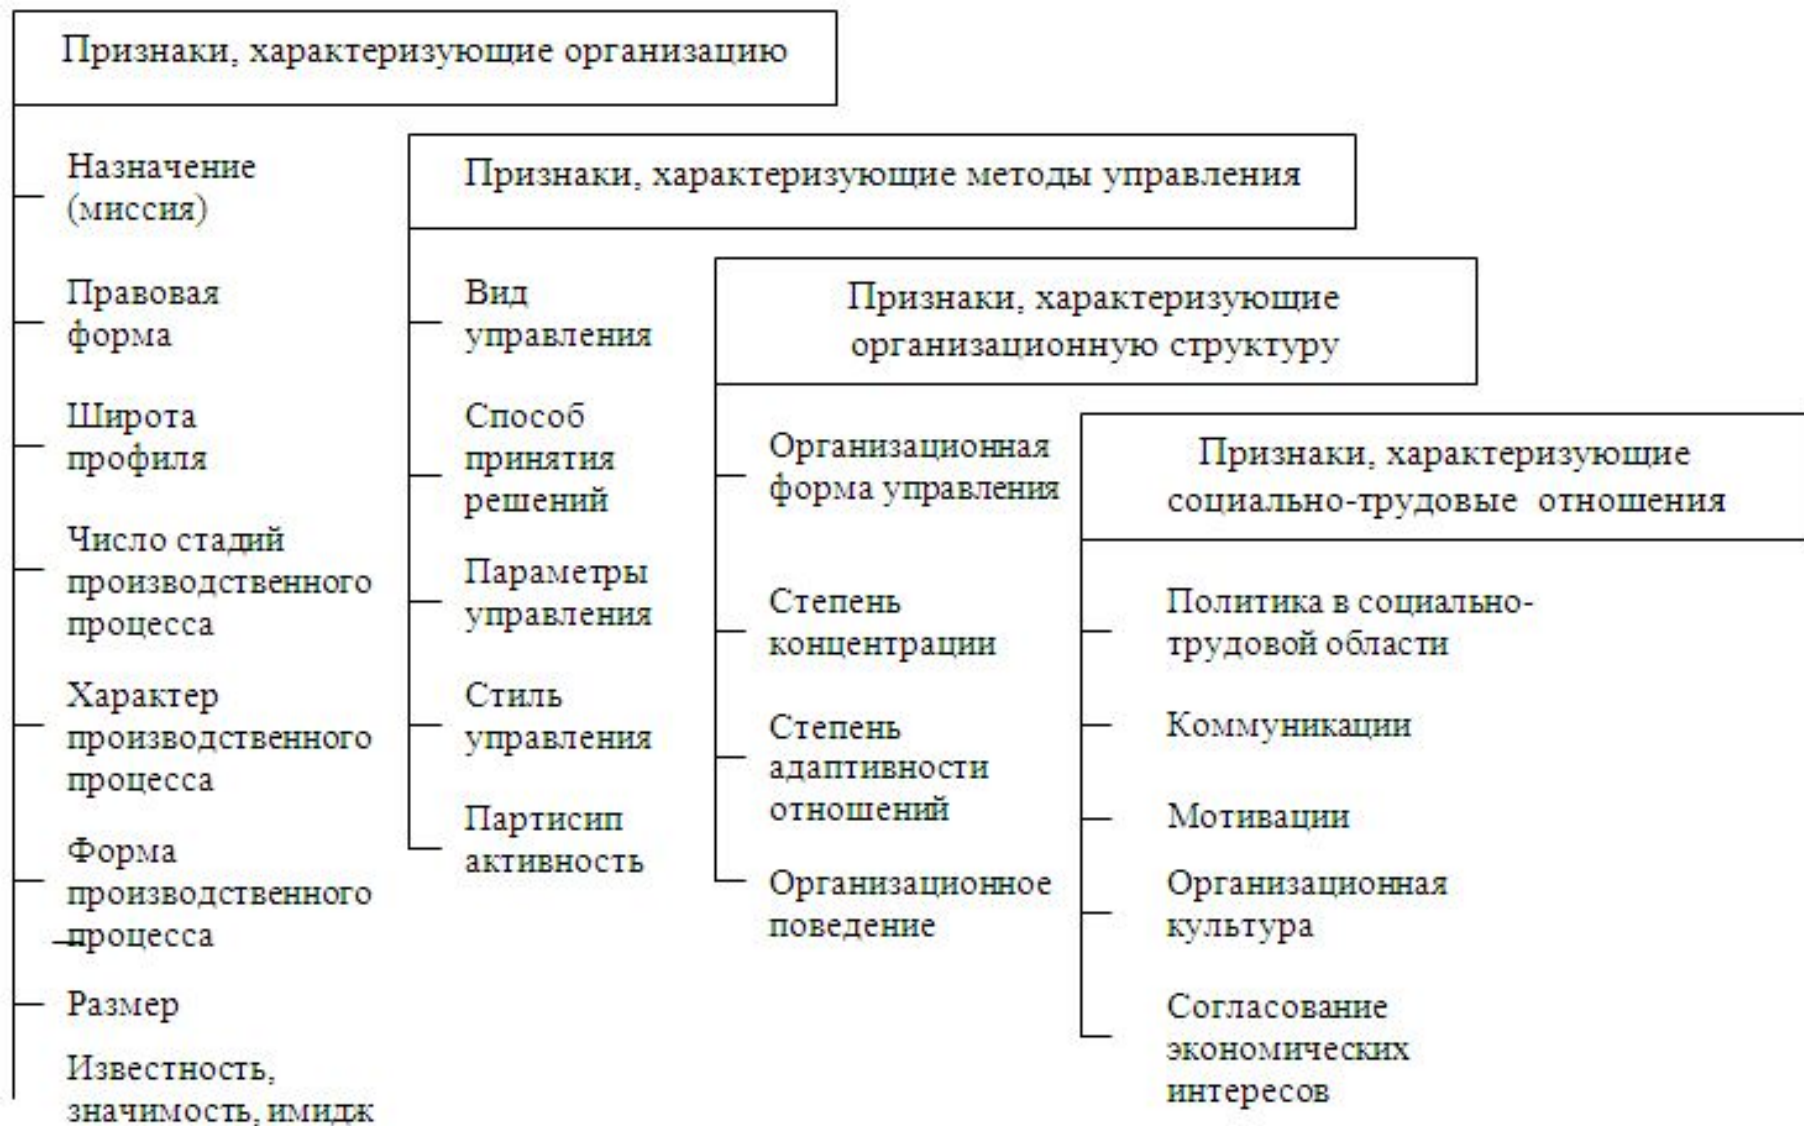 Признаки, характеризующие организацию
Назначение
(миссия)
Правовая
форма
Широта
профиля
Число стадий
производственного
процесса
Характер
производственного
процесса
Форма
производственного
процесса
Размер
Известность,
значимость, имидж
Признаки, характеризующие методы управления
Вид
управления
Способ
принятия
решений
Параметры
управления
Стиль
управления
Партисип
активность
Признаки, характеризующие
организационную структуру
Организационная
форма управления
Степень
концентрации
Степень
адаптивности
отношений
Организационное
поведение
Признаки, характеризующие
социально-трудовые отношения
Политика в социально-
трудовой области
Коммуникации
Мотивации
Организационная
культура
Согласование
экономических
интересов